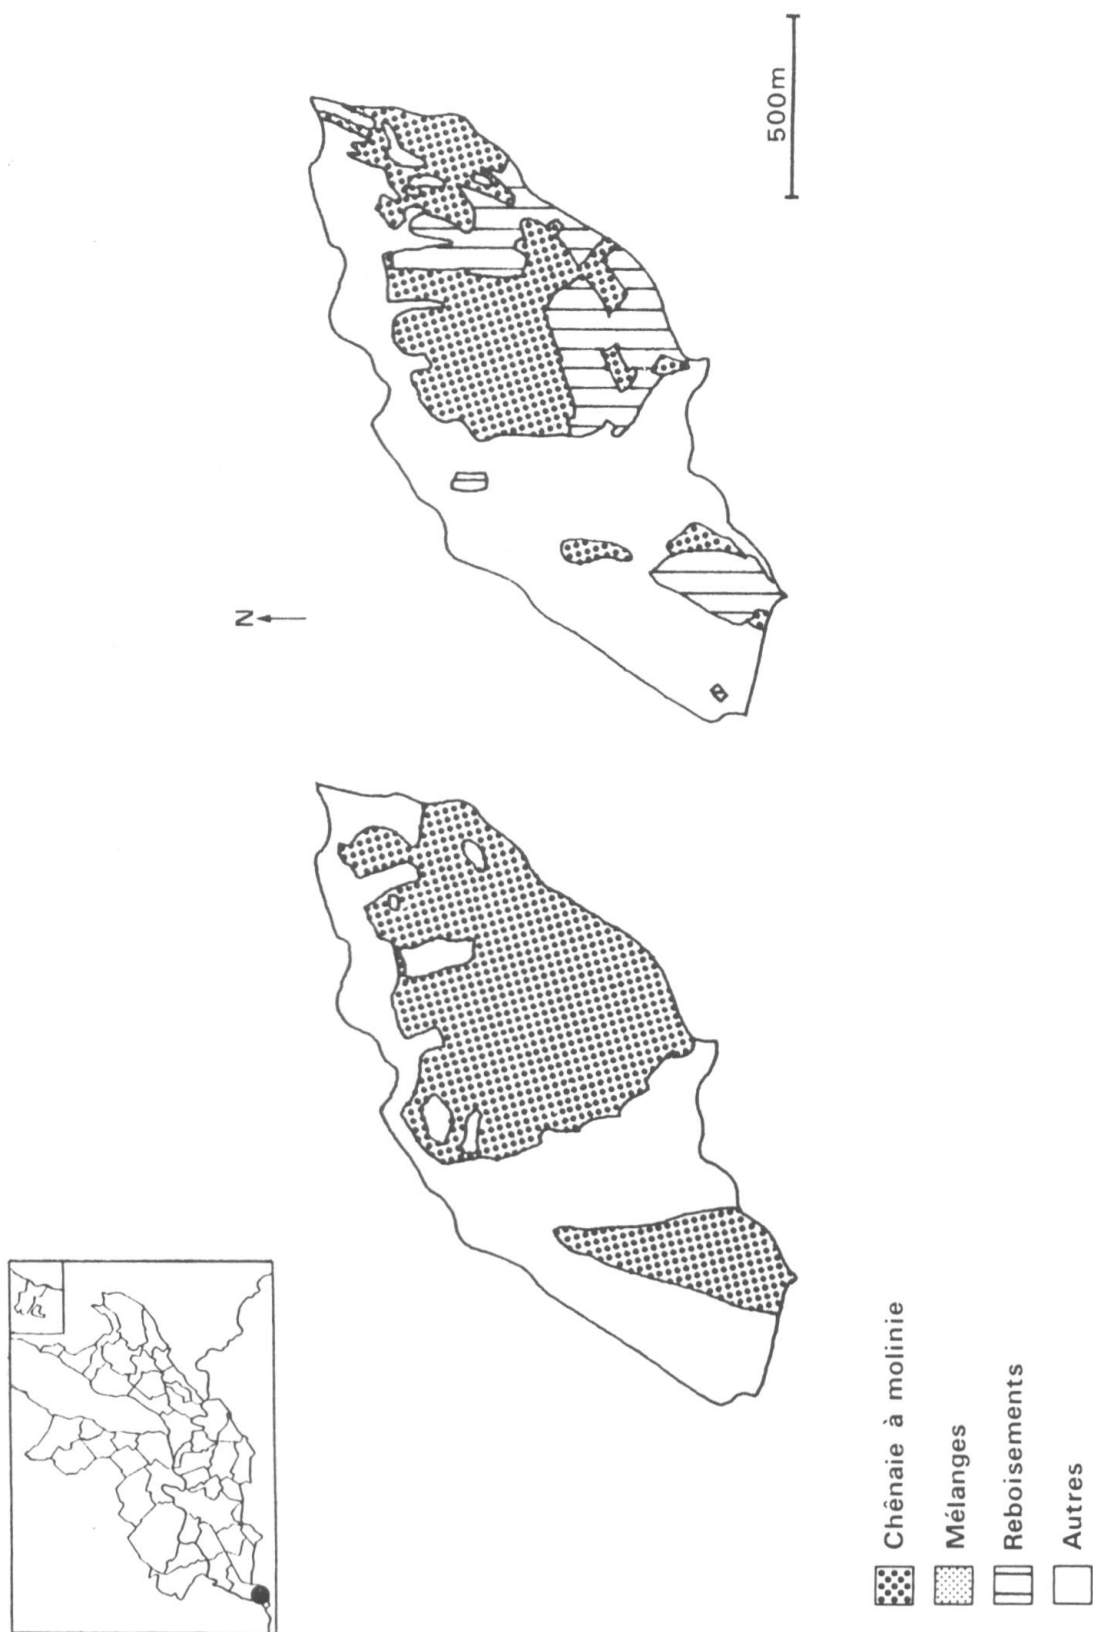 N
500m
Chênaie à molinie
Mélanges
Reboisements
Autres